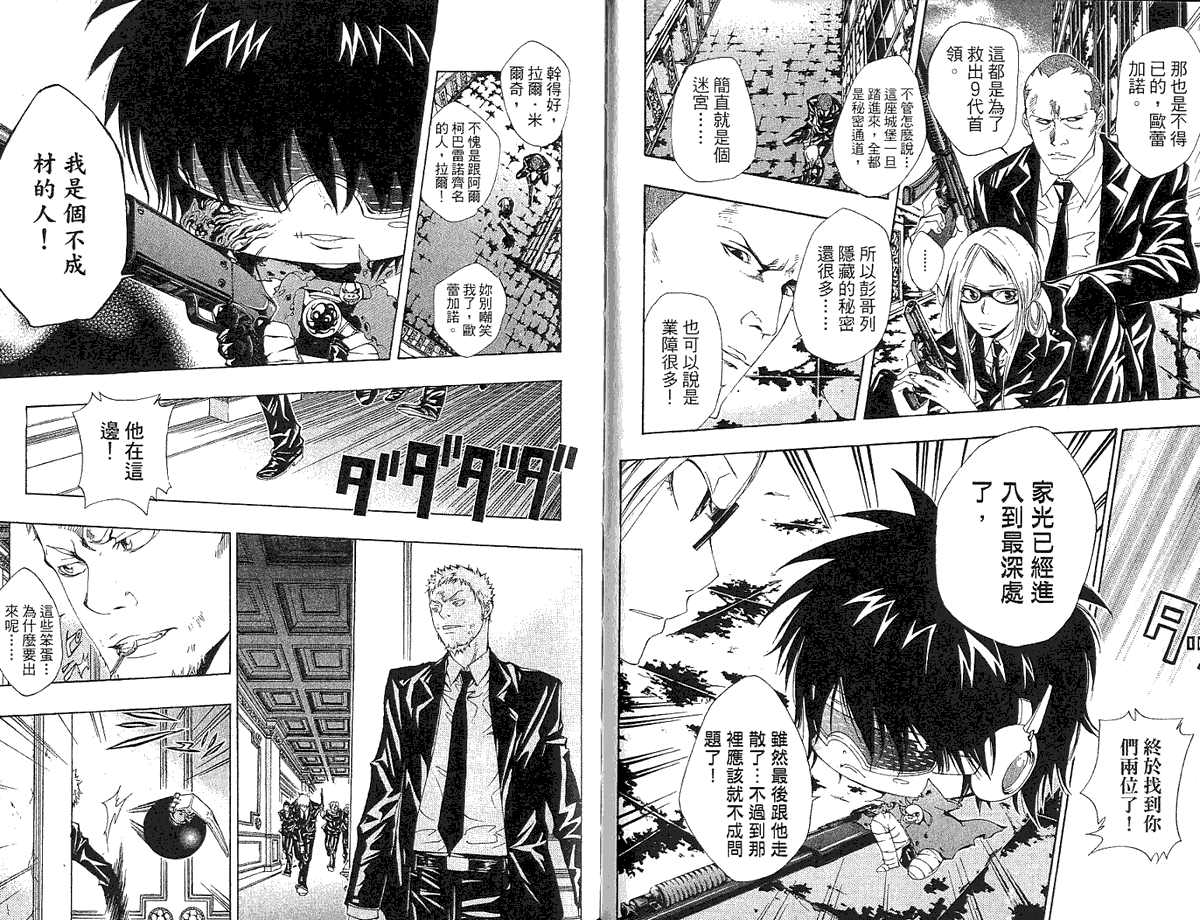 那也是不得
已的，歐蕾
加諾。
這都是為了
救出9代首
領。
……
不管怎麼說…
這座城堡一旦
踏進來，全都
是秘密通道，
簡直就是個
迷宮。
所以彭哥列
隱藏的秘密
還很多……
也可以說是
業障很多！
タ
終於找到你
們兩位了！
家光已經進
入到最深處
了，
雖然最後跟他走
散了…不過到那
裡應該就不成問
題了！
幹得好，
拉爾·米
爾奇，
不愧是跟阿爾
柯巴雷諾齊名
的人，拉爾！
妳別嘲笑
我了，歐
蕾加諾。
我是個不成
材的人！
ダダダダ
他在這
邊！
這些笨蛋…
為什麼要出
來呢……